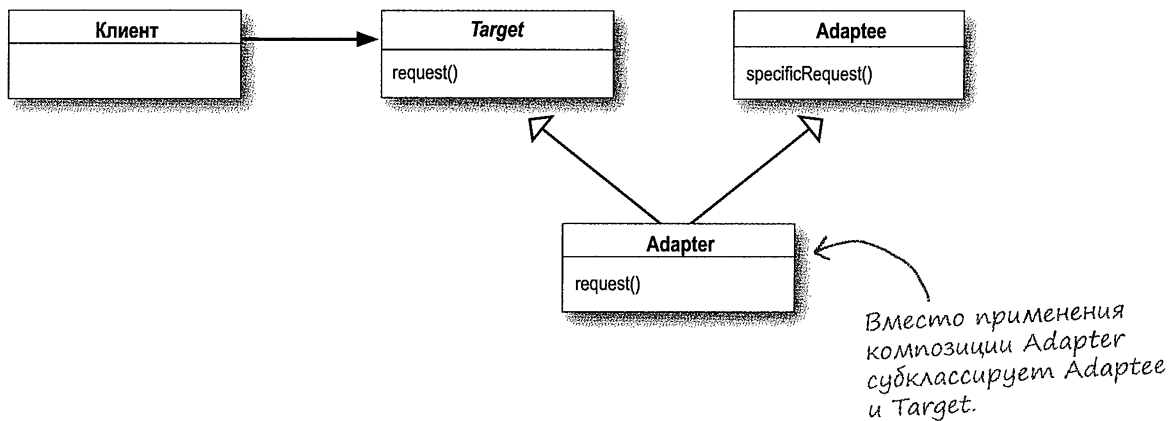 Клиент
Target
request()
Adaptee
specificRequest()
Adapter
request()
Вместо применения
композиции Adapter
субклассирует Adaptee
и Target.